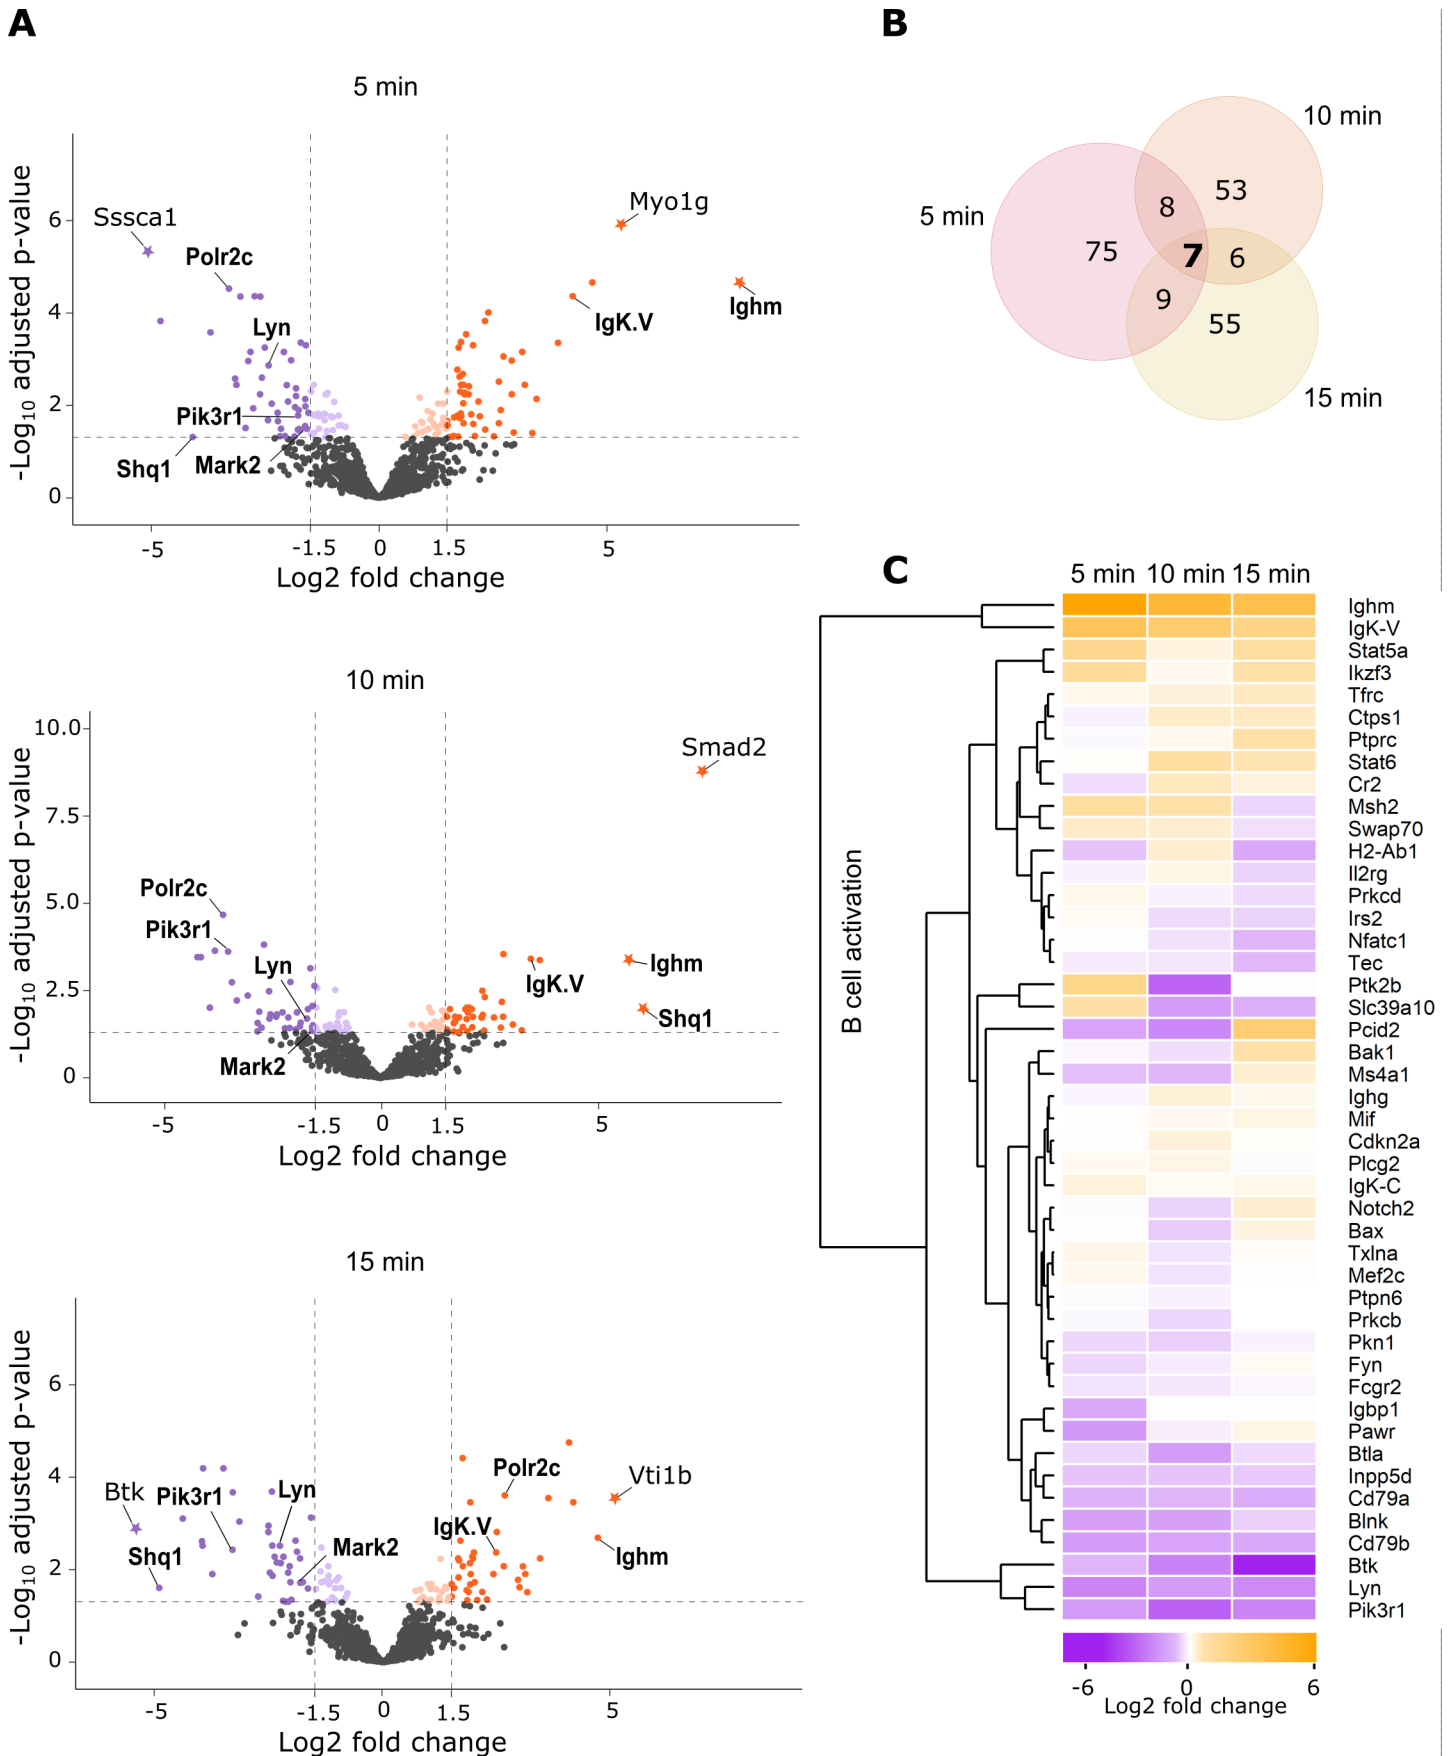 A
5 min
-Log10 adjusted p-value
6
4
2
0
Sssca1
Polr2c
Lyn
Pik3r1
Shq1
Mark2
Myo1g
IgK.V
Ighm
-5
-1.5
0
1.5
5
Log2 fold change
10 min
-Log10 adjusted p-value
10.0
7.5
5.0
2.5
0
Smad2
Polr2c
Pik3r1
Lyn
Mark2
IgK.V
Ighm
Shq1
-5
-1.5
0
1.5
5
Log2 fold change
15 min
-Log10 adjusted p-value
6
4
2
0
Btk
Pik3r1
Lyn
Shq1
Mark2
Polr2c
IgK.V
Vti1b
Ighm
-5
-1.5
0
1.5
5
Log2 fold change
B
10 min
5 min
15 min
53
8
75
7
6
9
55
C
5 min 10 min 15 min
B cell activation
Ighm
IgK-V
Stat5a
Ikzf3
Tfrc
Ctps1
Ptprc
Stat6
Cr2
Msh2
Swap70
H2-Ab1
Il2rg
Prkcd
Irs2
Nfatc1
Tec
Ptk2b
Slc39a10
Pcid2
Bak1
Ms4a1
Ighg
Mif
Cdkn2a
Plcg2
IgK-C
Notch2
Bax
Txlna
Mef2c
Ptpn6
Prkcb
Pkn1
Fyn
Fcgr2
Igbp1
Pawr
Btla
Inpp5d
Cd79a
Blnk
Cd79b
Btk
Lyn
Pik3r1
-6 0 6
Log2 fold change